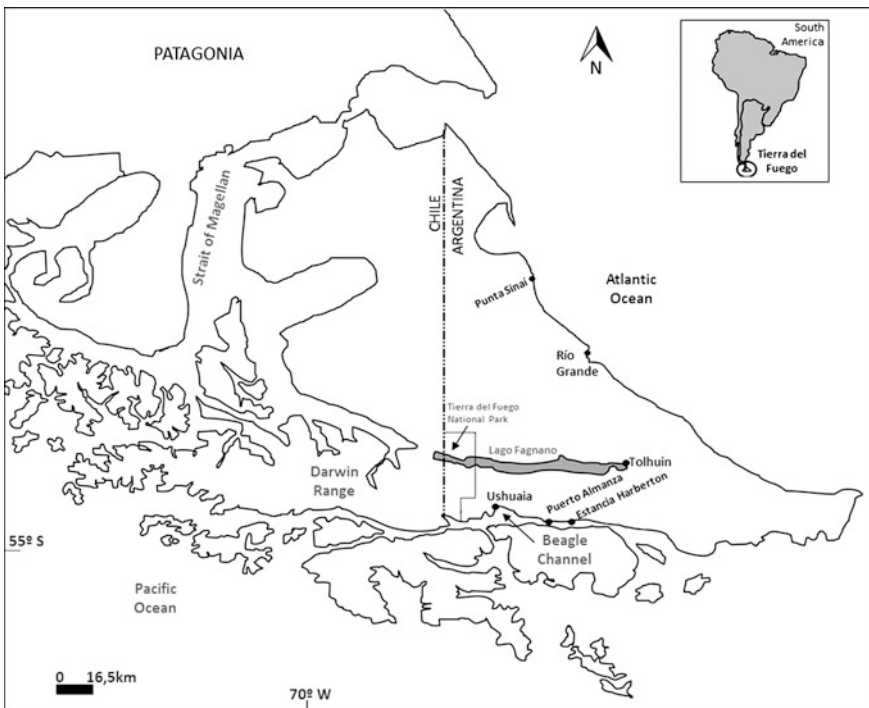 PATAGONIA
N
South
America
Tierra del
Fuego
Strait of Magellan
CHILE
ARGENTINA
Punta Sinai
Atlantic
Ocean
Río
Grande
Tierra del Fuego
National Park
Lago Fagnano
Tolhuin
Darwin
Range
Ushuaia
Puerto Almanza
Estancia Harberton
Beagle
Channel
55º S
Pacific
Ocean
0 16,5km
70º W